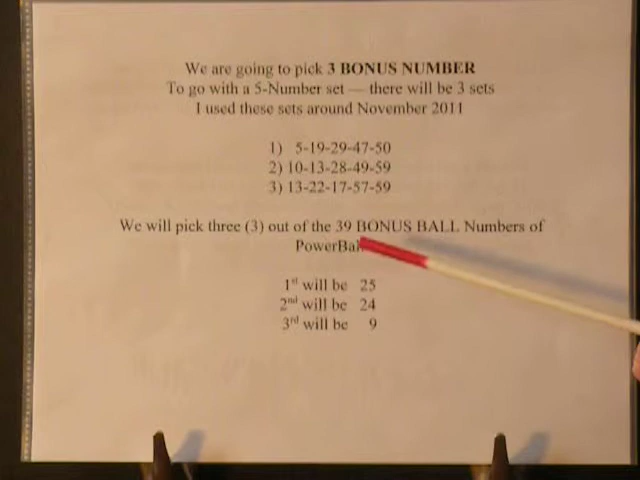 We are going to pick 3 BONUS NUMBER
To go with a 5-Number set — there will be 3 sets
I used these sets around November 2011
1) 5-19-29-47-50
2) 10-13-28-49-59
3) 13-22-17-57-59
We will pick three (3) out of the 39 BONUS BALL Numbers of
1st will be 25
2nd will be 24
3rd will be 9